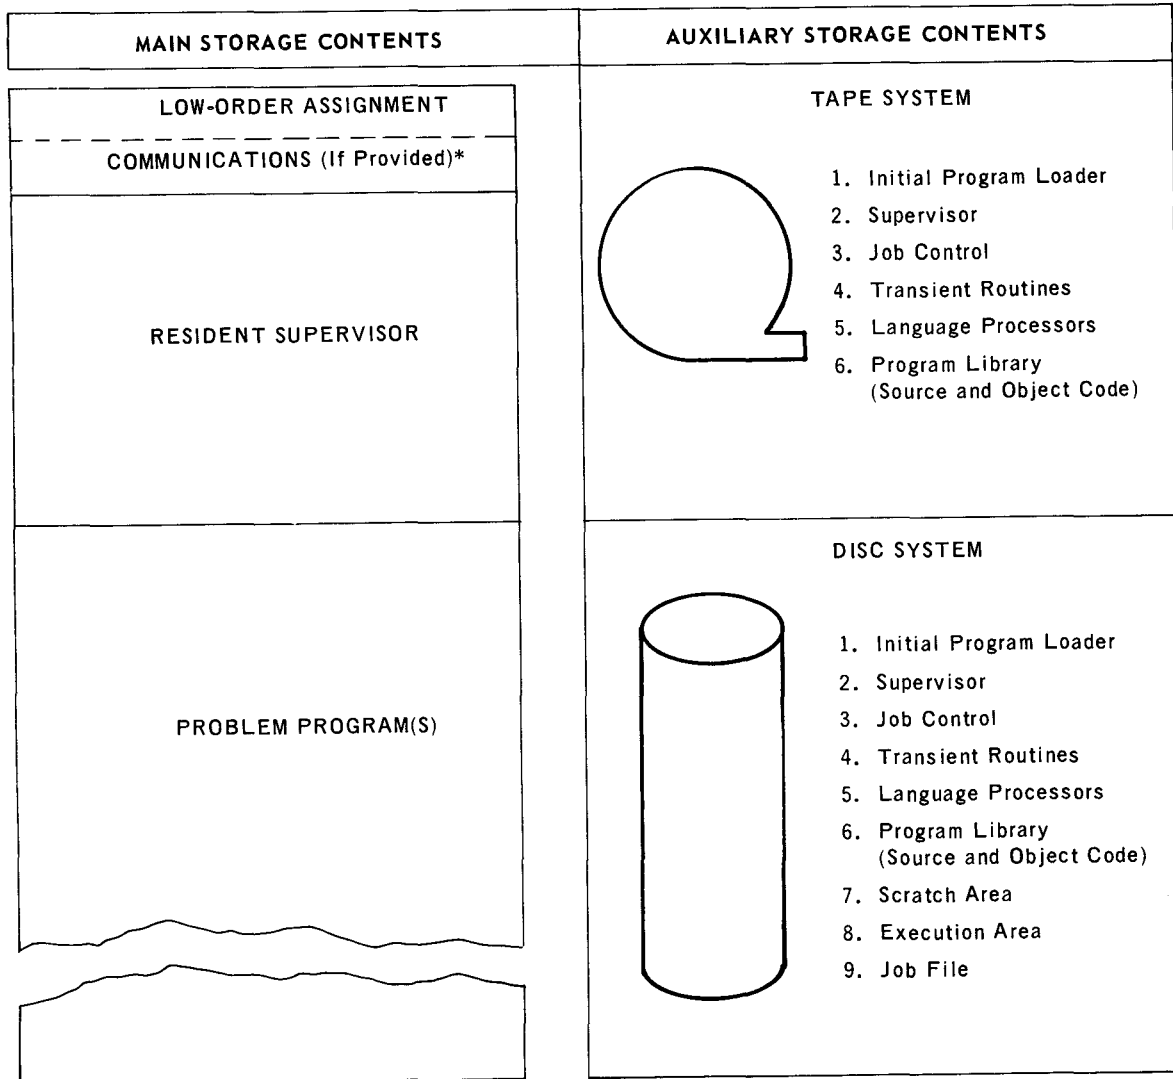 MAIN STORAGE CONTENTS
AUXILIARY STORAGE CONTENTS
LOW-ORDER ASSIGNMENT
COMMUNICATIONS (If Provided)*
RESIDENT SUPERVISOR
PROBLEM PROGRAM(S)
TAPE SYSTEM
1. Initial Program Loader
2. Supervisor
3. Job Control
4. Transient Routines
5. Language Processors
6. Program Library
(Source and Object Code)
DISC SYSTEM
1. Initial Program Loader
2. Supervisor
3. Job Control
4. Transient Routines
5. Language Processors
6. Program Library
(Source and Object Code)
7. Scratch Area
8. Execution Area
9. Job File